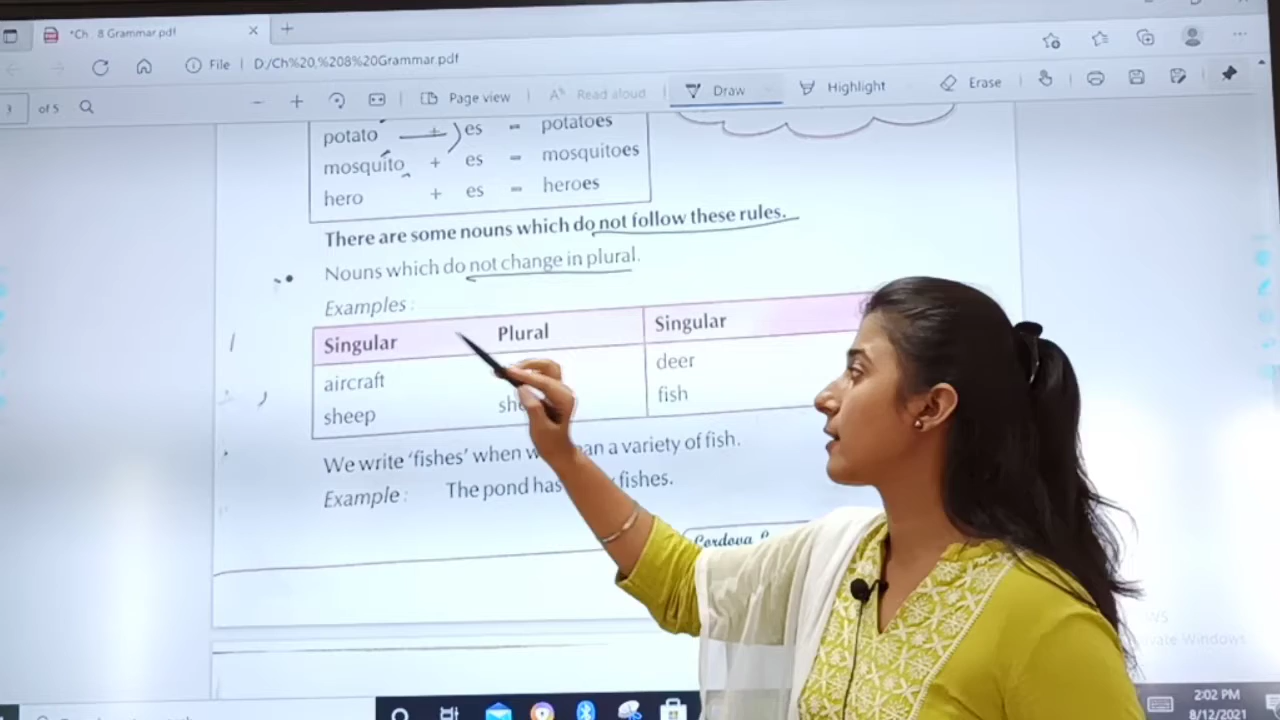 *Ch 8 Grammar.pdf
File | D:/Ch%20,%208%20Grammar.pdf
of 5 Page view Read aloud Draw Highlight Erase
potato + es = potatoes
mosquito + es = mosquitoes
hero + es = heroes
There are some nouns which do not follow these rules.
Nouns which do not change in plural.
Examples :
Singular Plural Singular
aircraft deer
sheep fish
We write 'fishes' when a variety of fish.
Example : The pond has fishes.
Cordova
Windows
2:02 PM
8/12/2021